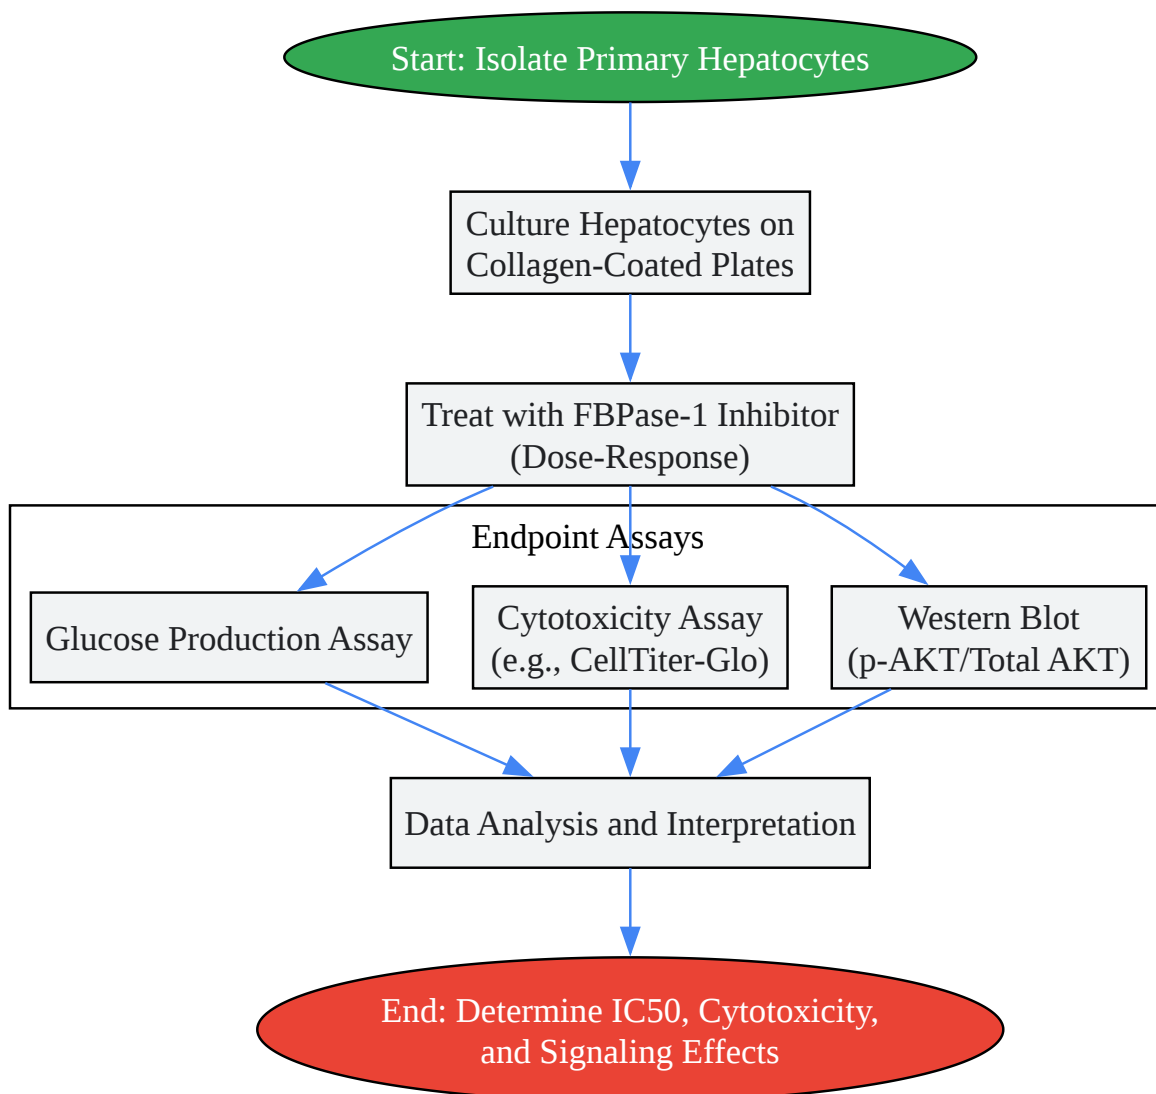 Start: Isolate Primary Hepatocytes
Culture Hepatocytes on
Collagen-Coated Plates
Treat with FBPase-1 Inhibitor
(Dose-Response)
Endpoint Assays
Glucose Production Assay
Cytotoxicity Assay
(e.g., CellTiter-Glo)
Western Blot
(p-AKT/Total AKT)
Data Analysis and Interpretation
End: Determine IC50, Cytotoxicity,
and Signaling Effects